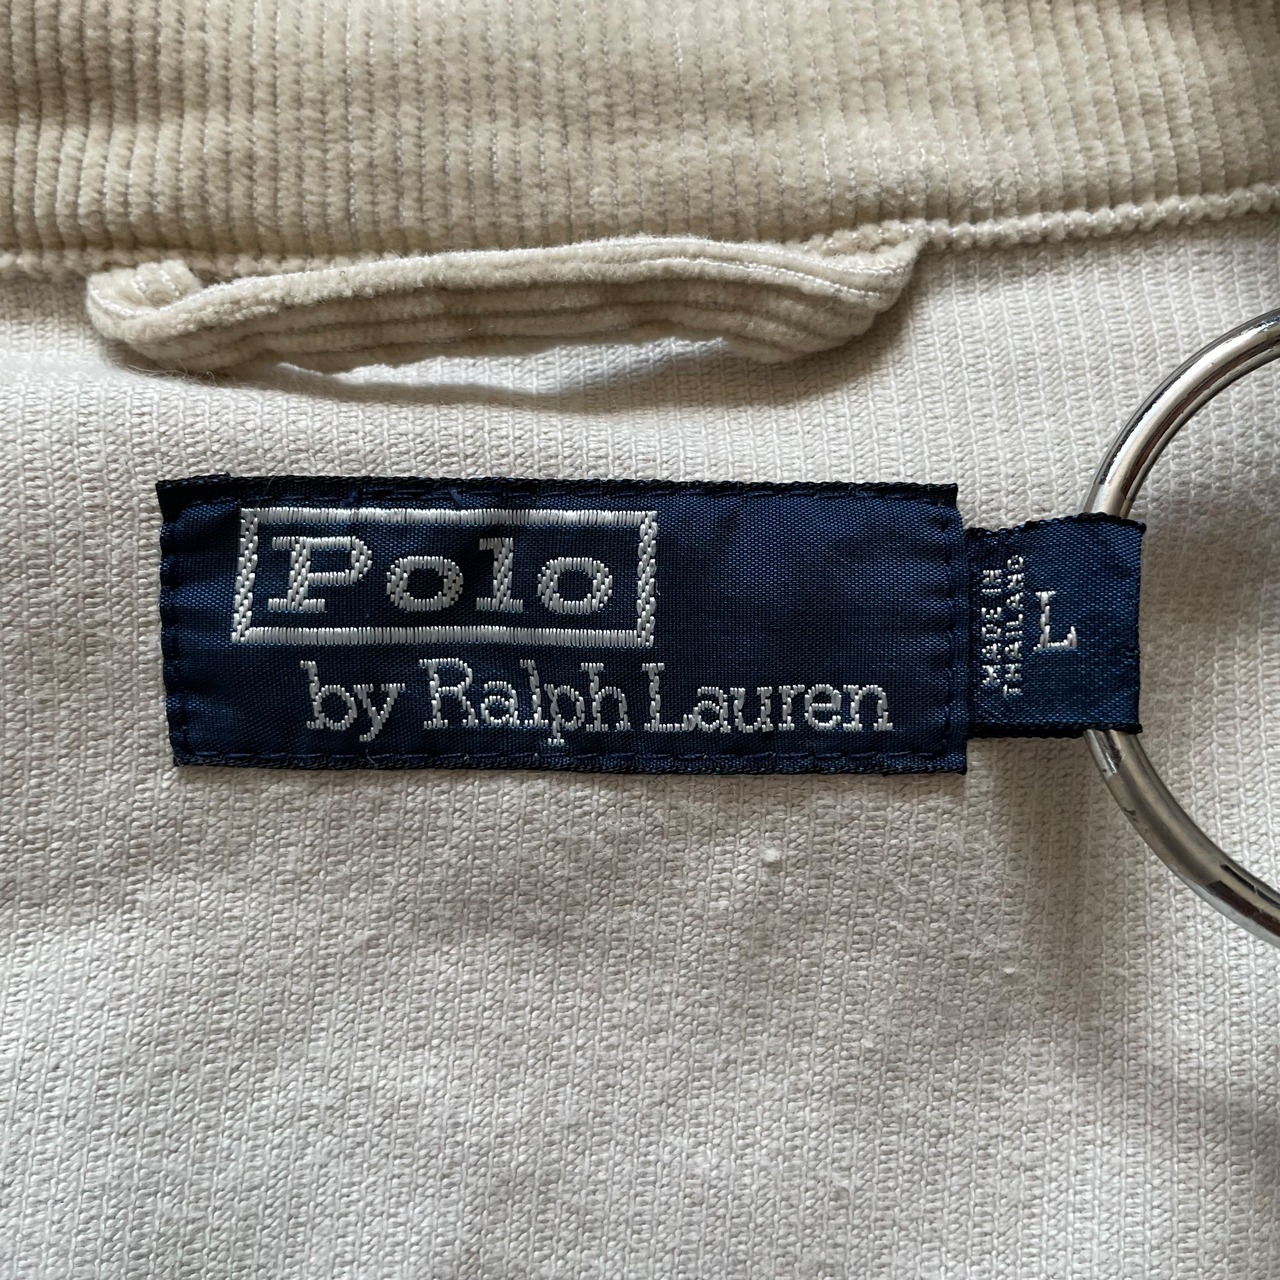 Polo
by Ralph Lauren
MADE IN
THAILAND
L